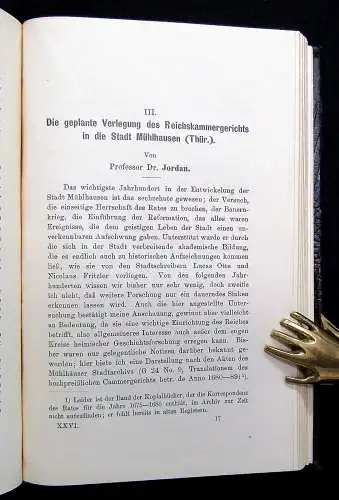 III.
Die geplante Verlegung des Reichskammergerichts
in die Stadt Mühlhausen (Thür.).
Von
Professor Dr. Jordan.
Das wichtigste Jahrhundert in der Entwickelung der
Stadt Mühlhausen ist das sechzehnte gewesen; der Versuch,
die einseitige Herrschaft des Rates zu brechen, der Bauern-
krieg, die Einführung der Reformation, das alles waren
Ereignisse, die dem geistigen Leben der Stadt einen un-
verkennbaren Aufschwung gaben. Unterstützt wurde er durch
die sich in der Stadt verbreitende akademische Bildung,
die es endlich auch zu historischen Aufzeichnungen kommen
ließ, wie sie von den Stadtschreibern Lucas Otto und
Nicolaus Fritzler vorliegen. Von den folgenden Jahr-
hunderten wissen wir bisher nur sehr wenig, doch zweifle
ich nicht, daß weitere Forschung nur ein dauerndes Sinken
erkennen lassen wird. Auch die hier angestellte Unter-
suchung bestätigt meine Anschauung, gewinnt aber vielleicht
an Bedeutung, da sie eine wichtige Einrichtung des Reiches
betrifft, also allgemeineres Interesse auch außer dem engen
Kreise heimischer Geschichtsforschung erregen kann. Bis-
her waren nur gelegentliche Notizen darüber bekannt ge-
worden; hier folgt eine Darstellung nach den Akten des
Mühlhäuser Stadtarchivs (B 24 No. 9, Translationem des
hochpreißlichen Cammergerichts betr. de Anno 1680—89¹).
1) Leider ist der Band der Kopialbücher, der die Korrespondenz
des Rates für die Jahre 1675—1680 enthält, im Archiv zur Zeit
nicht aufzufinden; er fehlt bereits in alten Registern.
XXVI. 17